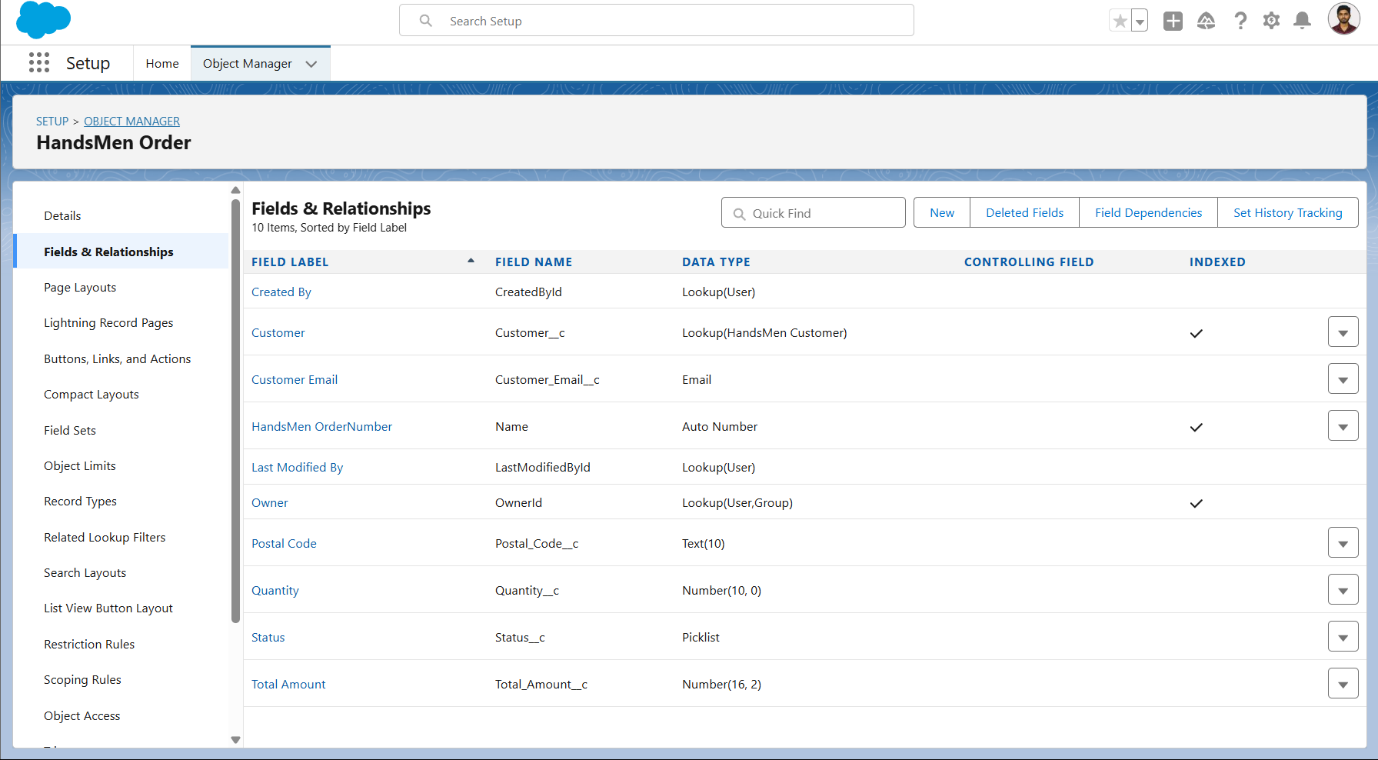 Search Setup
Setup Home Object Manager
SETUP > OBJECT MANAGER
HandsMen Order
Details
Fields & Relationships
Page Layouts
Lightning Record Pages
Buttons, Links, and Actions
Compact Layouts
Field Sets
Object Limits
Record Types
Related Lookup Filters
Search Layouts
List View Button Layout
Restriction Rules
Scoping Rules
Object Access
Fields & Relationships
10 Items, Sorted by Field Label
Quick Find New Deleted Fields Field Dependencies Set History Tracking
FIELD LABEL FIELD NAME DATA TYPE CONTROLLING FIELD INDEXED
Created By CreatedById Lookup(User)
Customer Customer__c Lookup(HandsMen Customer)
Customer Email Customer_Email__c Email
HandsMen OrderNumber Name Auto Number
Last Modified By LastModifiedById Lookup(User)
Owner OwnerId Lookup(User,Group)
Postal Code Postal_Code__c Text(10)
Quantity Quantity__c Number(10, 0)
Status Status__c Picklist
Total Amount Total_Amount__c Number(16, 2)